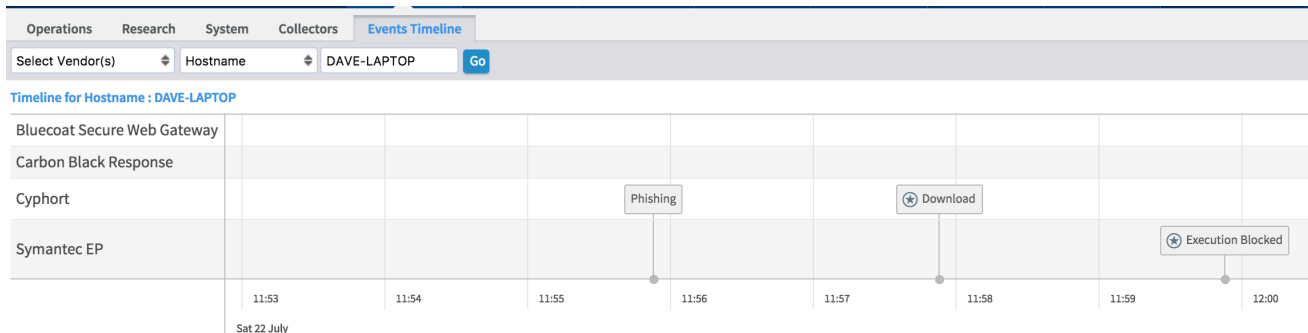 Operations Research System Collectors Events Timeline
Select Vendor(s) Hostname DAVE-LAPTOP Go
Timeline for Hostname : DAVE-LAPTOP
Bluecoat Secure Web Gateway
Carbon Black Response
Cyphort Phishing Download
Symantec EP Execution Blocked
11:53 11:54 11:55 11:56 11:57 11:58 11:59 12:00
Sat 22 July